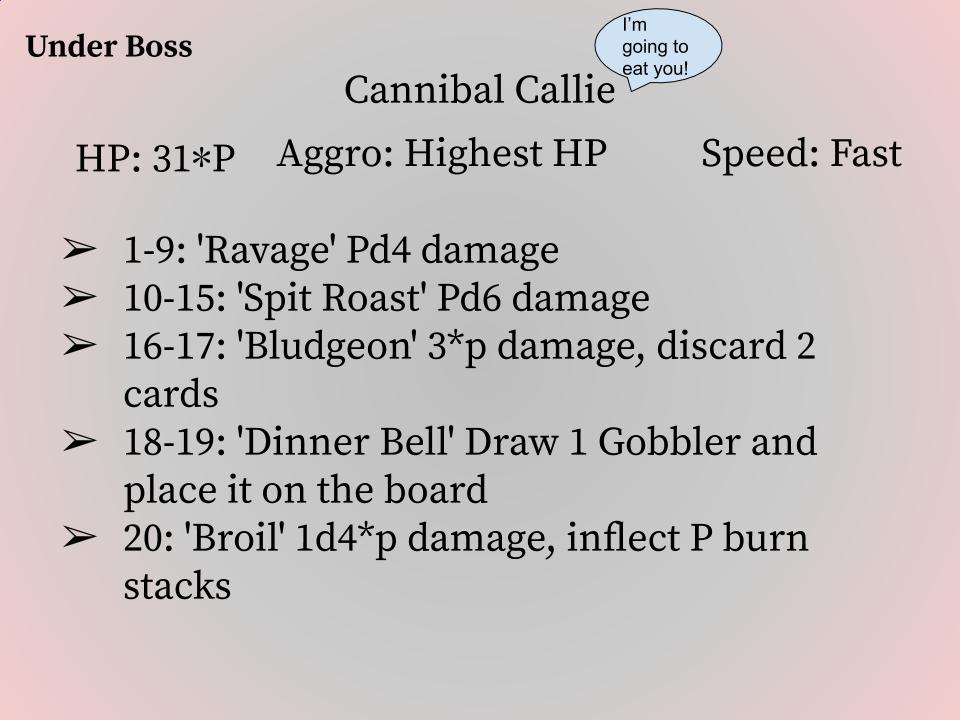 Under Boss
I'm
going to
eat you!
Cannibal Callie
HP: 31*P
Aggro: Highest HP
Speed: Fast
➢ 1-9: 'Ravage' Pd4 damage
➢ 10-15: 'Spit Roast' Pd6 damage
➢ 16-17: 'Bludgeon' 3*p damage, discard 2
cards
➢ 18-19: 'Dinner Bell' Draw 1 Gobbler and
place it on the board
➢ 20: 'Broil' 1d4*p damage, inflect P burn
stacks